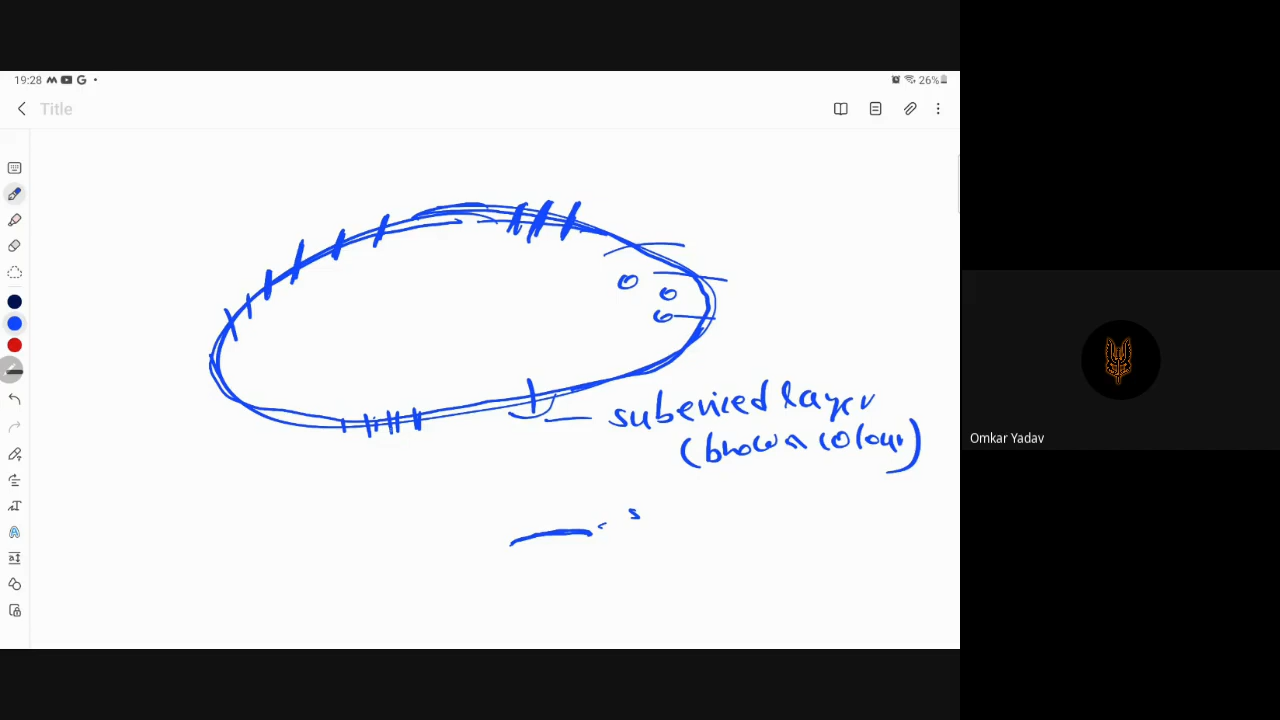 19:28
26%
Title
suberized layer
(brown colour)
Omkar Yadav